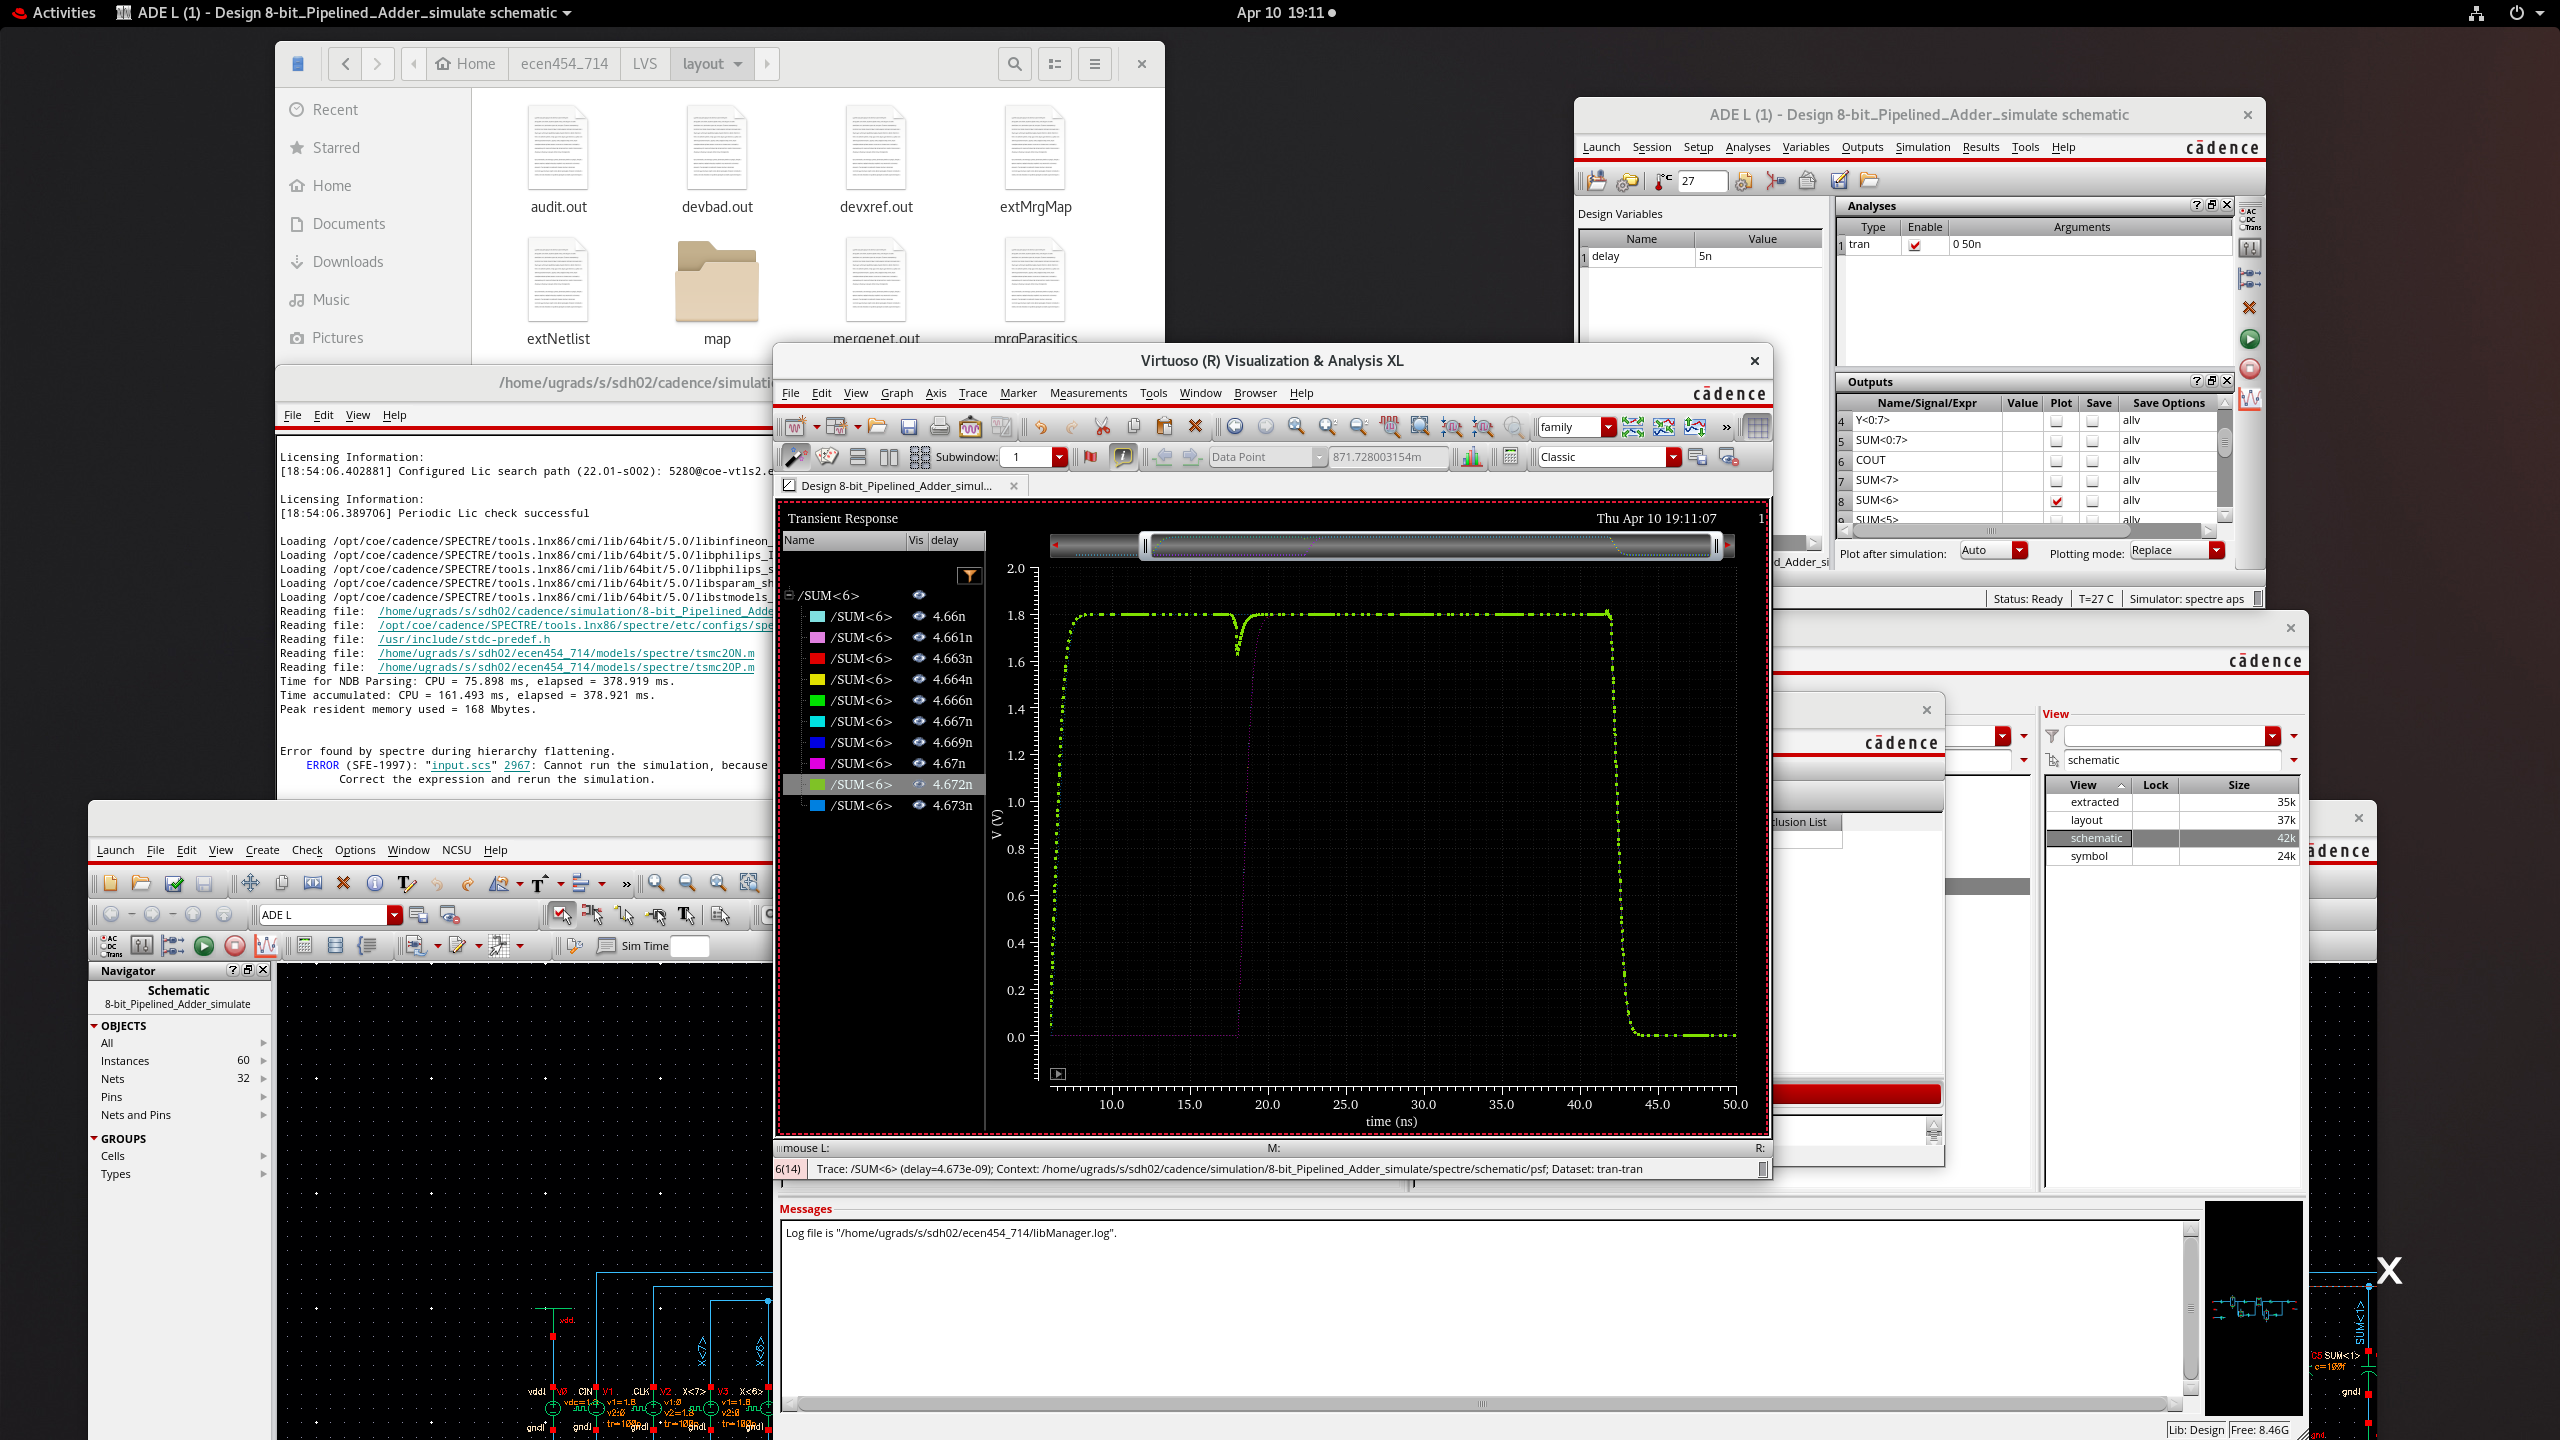 Activities
ADE L (1) - Design 8-bit_Pipelined_Adder_simulate schematic
Apr 10 19:11
Home
ecen454_714
LVS
layout
Recent
Starred
Home
Documents
Downloads
Music
Pictures
audit.out
devbad.out
devxref.out
extMrgMap
extNetlist
map
mergenet.out
mrgParasitics
ADE L (1) - Design 8-bit_Pipelined_Adder_simulate schematic
Launch Session Setup Analyses Variables Outputs Simulation Results Tools Help
cādence
27
Design Variables
Name Value
1 delay 5n
Analyses
Type Enable Arguments
1 tran 0 50n
Outputs
Name/Signal/Expr Value Plot Save Save Options
4 Y<0:7> allv
5 SUM<0:7> allv
6 COUT allv
7 SUM<7> allv
8 SUM<6> allv
9 SUM<5> allv
Plot after simulation: Auto
Plotting mode: Replace
Status: Ready T=27 C Simulator: spectre aps
/home/ugrads/s/sdh02/cadence/simulati
File Edit View Help
Licensing Information:
[18:54:06.402881] Configured Lic search path (22.01-s002): 5280@coe-vtls2.e
Licensing Information:
[18:54:06.389706] Periodic Lic check successful
Loading /opt/coe/cadence/SPECTRE/tools.lnx86/cmi/lib/64bit/5.0/libinfineon_
Loading /opt/coe/cadence/SPECTRE/tools.lnx86/cmi/lib/64bit/5.0/libphilips_
Loading /opt/coe/cadence/SPECTRE/tools.lnx86/cmi/lib/64bit/5.0/libphilips_s
Loading /opt/coe/cadence/SPECTRE/tools.lnx86/cmi/lib/64bit/5.0/libsparam_sh
Loading /opt/coe/cadence/SPECTRE/tools.lnx86/cmi/lib/64bit/5.0/libstmodels_
Reading file: /home/ugrads/s/sdh02/cadence/simulation/8-bit_Pipelined_Adde
Reading file: /opt/coe/cadence/SPECTRE/tools.lnx86/spectre/etc/configs/spe
Reading file: /usr/include/stdc-predef.h
Reading file: /home/ugrads/s/sdh02/ecen454_714/models/spectre/tsmc20N.m
Reading file: /home/ugrads/s/sdh02/ecen454_714/models/spectre/tsmc20P.m
Time for NDB Parsing: CPU = 75.898 ms, elapsed = 378.919 ms.
Time accumulated: CPU = 161.493 ms, elapsed = 378.921 ms.
Peak resident memory used = 168 Mbytes.
Error found by spectre during hierarchy flattening.
ERROR (SFE-1997): "input.scs" 2967: Cannot run the simulation, because
Correct the expression and rerun the simulation.
Virtuoso (R) Visualization & Analysis XL
File Edit View Graph Axis Trace Marker Measurements Tools Window Browser Help
cādence
family
Subwindow: 1
Data Point
871.728003154m
Classic
Design 8-bit_Pipelined_Adder_simul...
Transient Response
Thu Apr 10 19:11:07 1
Name Vis delay
/SUM<6>
/SUM<6> 4.66n
/SUM<6> 4.661n
/SUM<6> 4.663n
/SUM<6> 4.664n
/SUM<6> 4.666n
/SUM<6> 4.667n
/SUM<6> 4.669n
/SUM<6> 4.67n
/SUM<6> 4.672n
/SUM<6> 4.673n
2.0
1.8
1.6
1.4
1.2
1.0
0.8
0.6
0.4
0.2
0.0
V (V)
10.0 15.0 20.0 25.0 30.0 35.0 40.0 45.0 50.0
time (ns)
mouse L: M: R:
6(14) Trace: /SUM<6> (delay=4.673e-09); Context: /home/ugrads/s/sdh02/cadence/simulation/8-bit_Pipelined_Adder_simulate/spectre/schematic/psf; Dataset: tran-tran
d_Adder_si
cādence
cādence
clusion List
View
schematic
View Lock Size
extracted 35k
layout 37k
schematic 42k
symbol 24k
adence
Launch File Edit View Create Check Options Window NCSU Help
ADE L
Sim Time
Navigator
Schematic
8-bit_Pipelined_Adder_simulate
OBJECTS
All
Instances 60
Nets 32
Pins
Nets and Pins
GROUPS
Cells
Types
vdd
X<7>
X<6>
vdd! V0 CIN V1 CLK V2 X<7> V3 X<6>
gnd! gnd! gnd! gnd!
Messages
Log file is "/home/ugrads/s/sdh02/ecen454_714/libManager.log".
X
SUM<1>
SUM<1>
c=100f
gnd!
Lib: Design Free: 8.46G